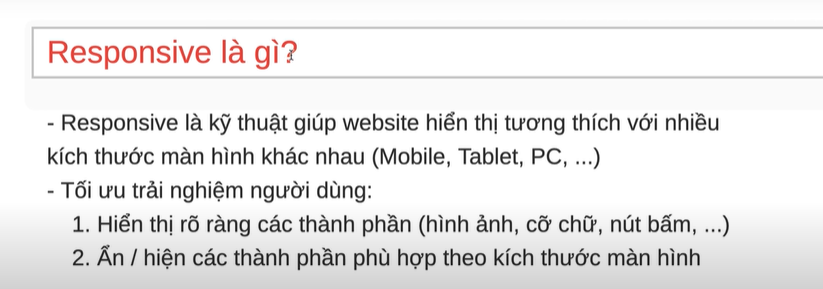 Responsive là gì?
- Responsive là kỹ thuật giúp website hiển thị tương thích với nhiều
kích thước màn hình khác nhau (Mobile, Tablet, PC, ...)
- Tối ưu trải nghiệm người dùng:
1. Hiển thị rõ ràng các thành phần (hình ảnh, cỡ chữ, nút bấm, ...)
2. Ẩn / hiện các thành phần phù hợp theo kích thước màn hình